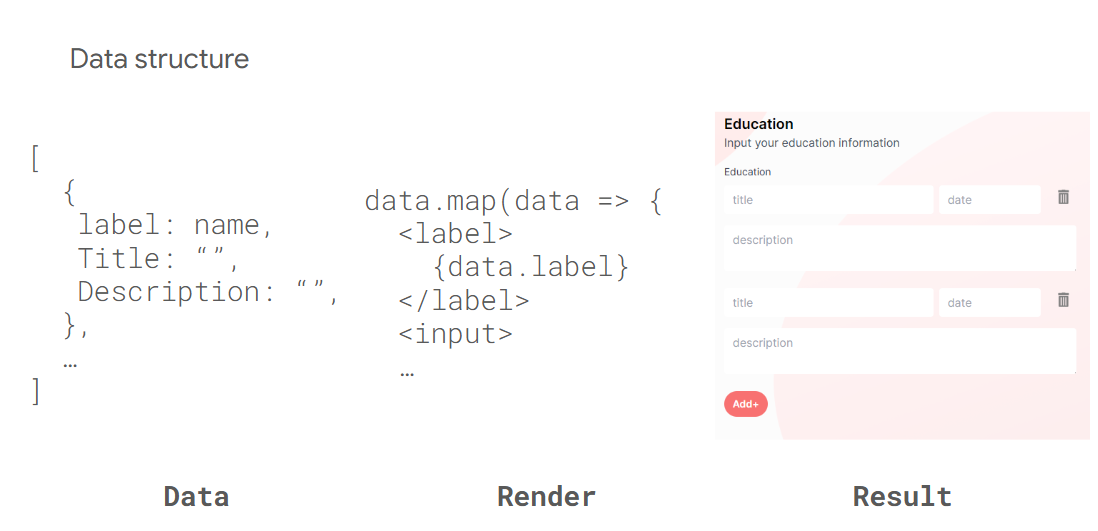 Data structure
[
{
label: name,
Title: “”,
Description: “”,
},
…
]
data.map(data => {
<label>
{data.label}
</label>
<input>
…
Education
Input your education information
Education
title
date
description
title
date
description
Add+
Data
Render
Result